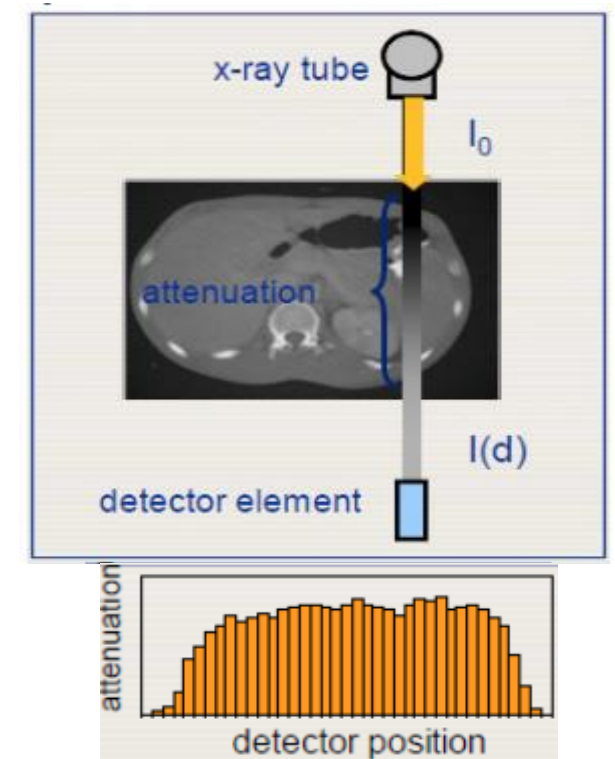 x-ray tube
I0
attenuation
I(d)
detector element
attenuation
detector position